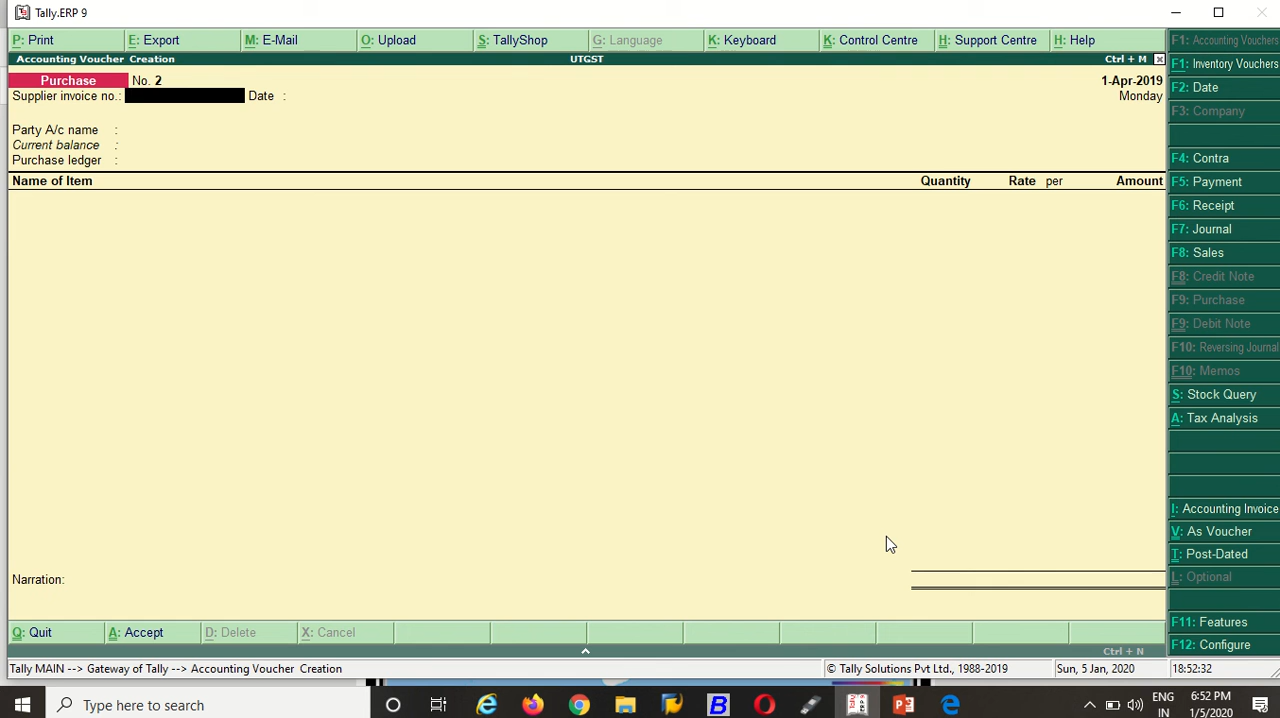 Tally.ERP 9
P: Print E: Export M: E-Mail O: Upload S: TallyShop G: Language K: Keyboard K: Control Centre H: Support Centre H: Help
F1: Accounting Vouchers
Accounting Voucher Creation UTGST Ctrl + M
F1: Inventory Vouchers
Purchase No. 2 1-Apr-2019
F2: Date
Supplier invoice no.: Date : Monday
F3: Company
Party A/c name :
Current balance :
Purchase ledger :
F4: Contra
Name of Item Quantity Rate per Amount
F5: Payment
F6: Receipt
F7: Journal
F8: Sales
F8: Credit Note
F9: Purchase
F9: Debit Note
F10: Reversing Journal
F10: Memos
S: Stock Query
A: Tax Analysis
I: Accounting Invoice
V: As Voucher
T: Post-Dated
L: Optional
Narration:
F11: Features
Q: Quit A: Accept D: Delete X: Cancel
F12: Configure
Ctrl + N
Tally MAIN --> Gateway of Tally --> Accounting Voucher Creation © Tally Solutions Pvt Ltd., 1988-2019 Sun, 5 Jan, 2020 18:52:32
Type here to search
ENG
IN
6:52 PM
1/5/2020